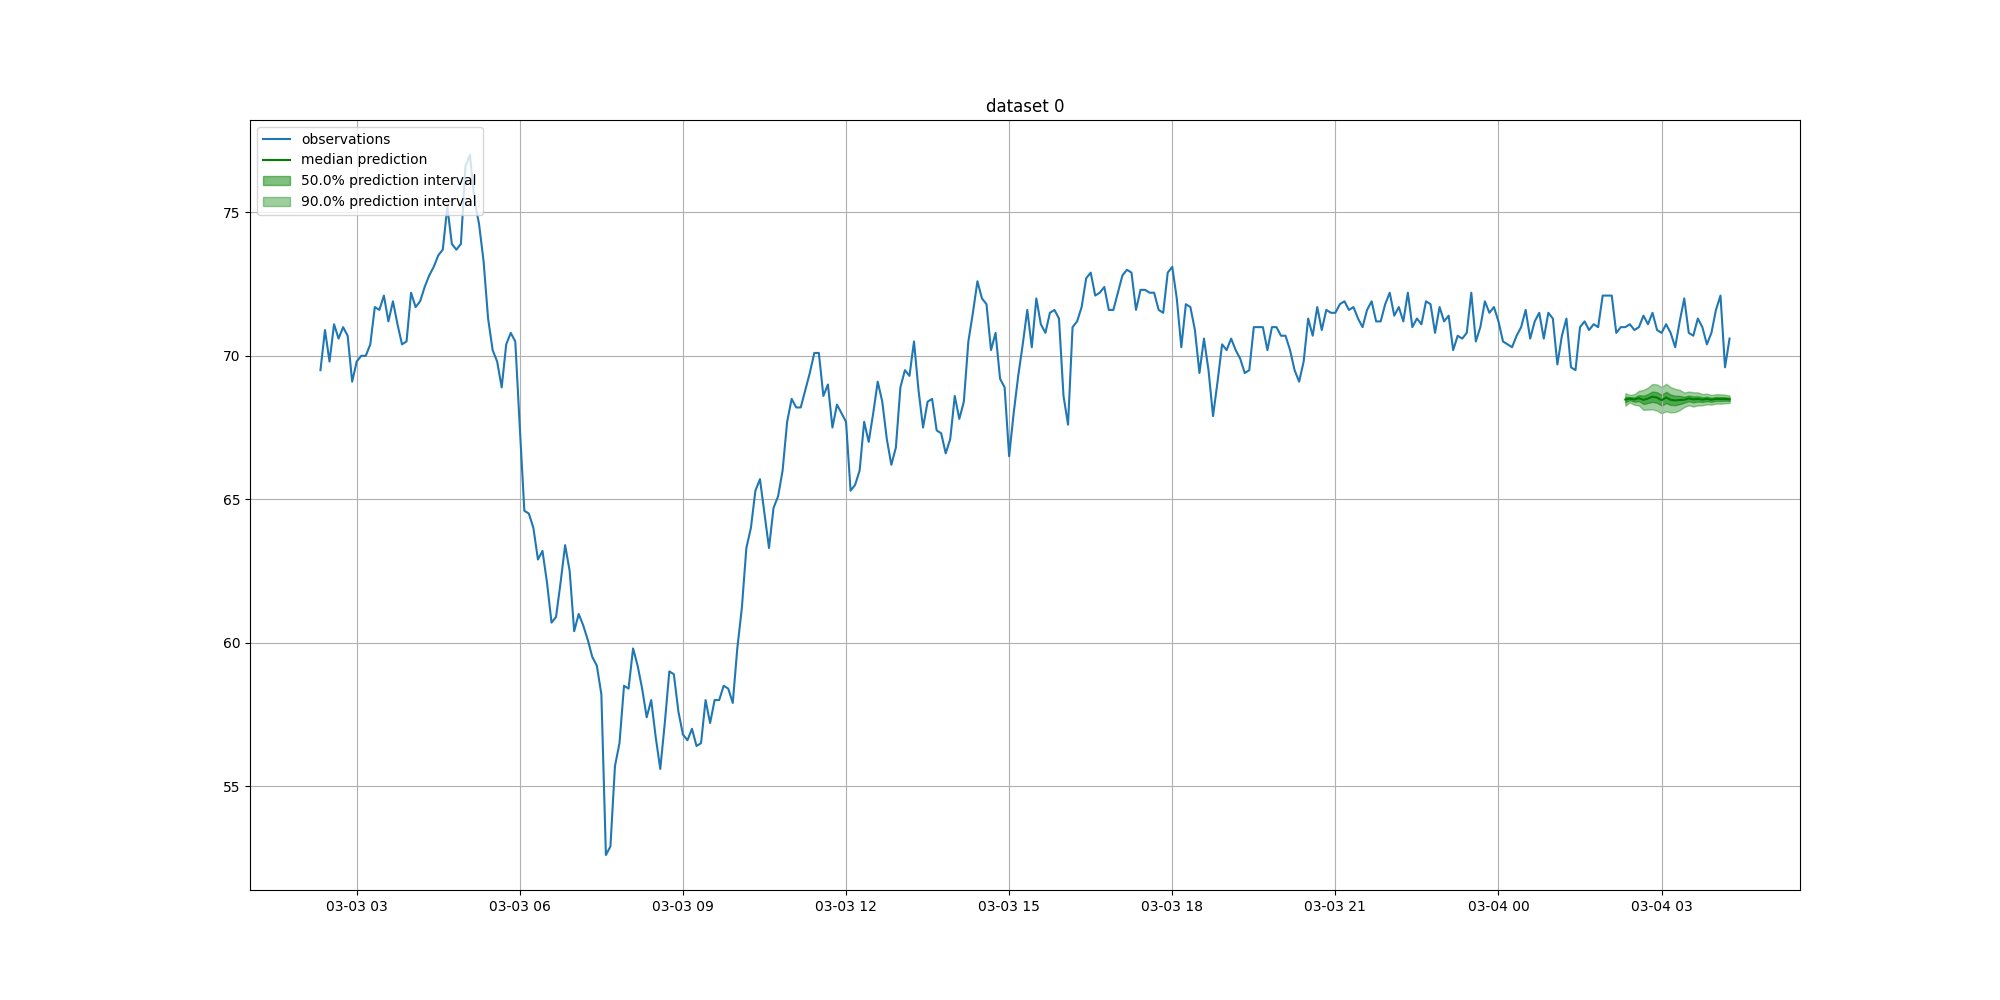 dataset 0
observations
median prediction
50.0% prediction interval
90.0% prediction interval
75
70
65
60
55
03-03 03
03-03 06
03-03 09
03-03 12
03-03 15
03-03 18
03-03 21
03-04 00
03-04 03